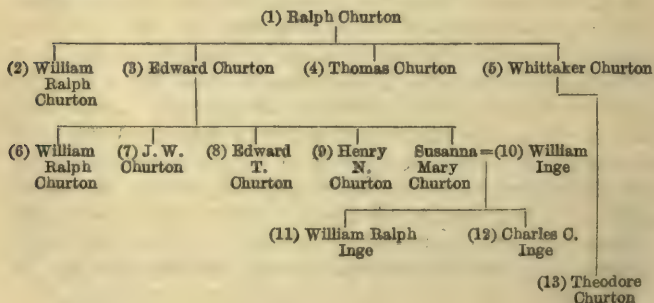 (1) Ralph Churton
(2) William
Ralph
Churton
(3) Edward Churton
(4) Thomas Churton
(5) Whittaker Churton
(6) William
Ralph
Churton
(7) J. W.
Churton
(8) Edward
T.
Churton
(9) Henry
N.
Churton
Susanna=(10) William
Mary Inge
Churton
(11) William Ralph
Inge
(12) Charles C.
Inge
(13) Theodore
Churton